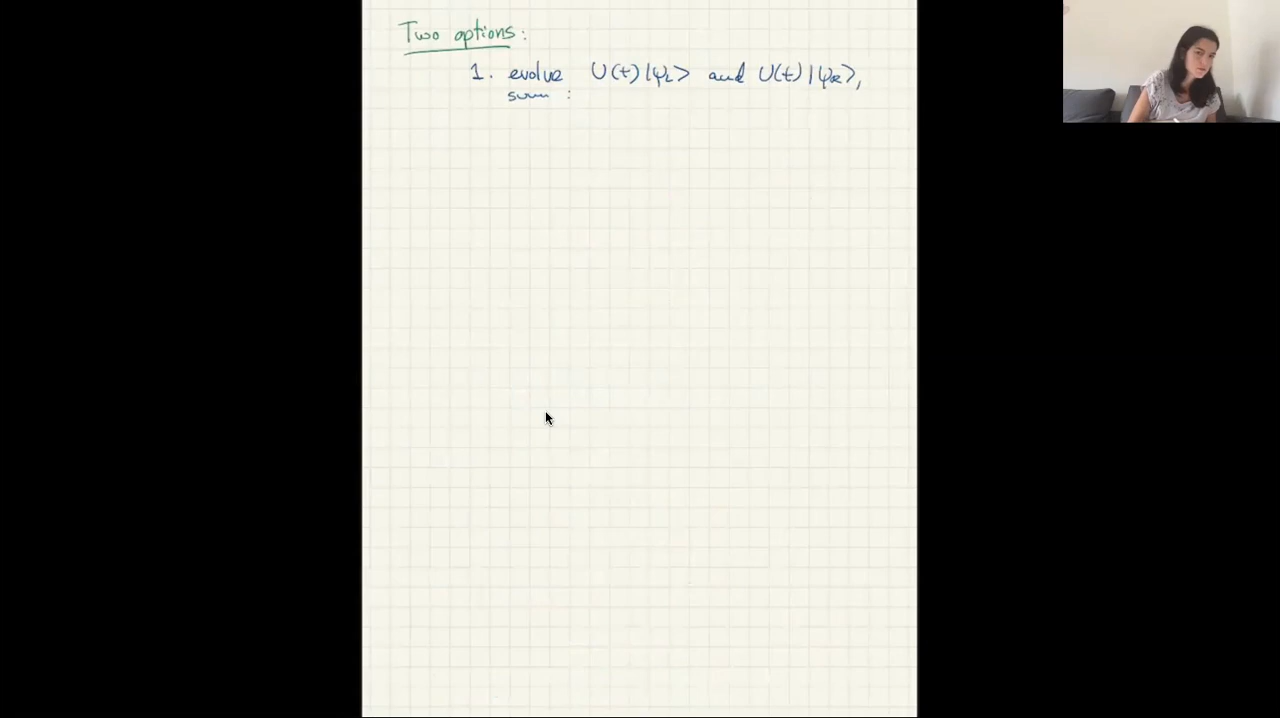 Two options:
1. evolve U(t)|ψL> and U(t)|ψR>,
sum :